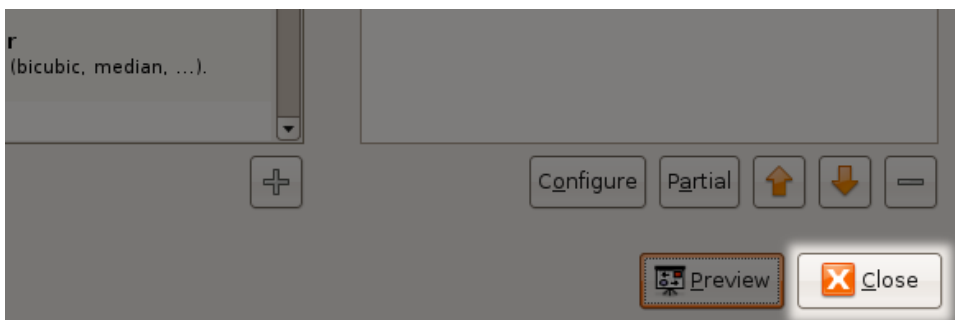 r
(bicubic, median, ...).
Configure
Partial
Preview
Close